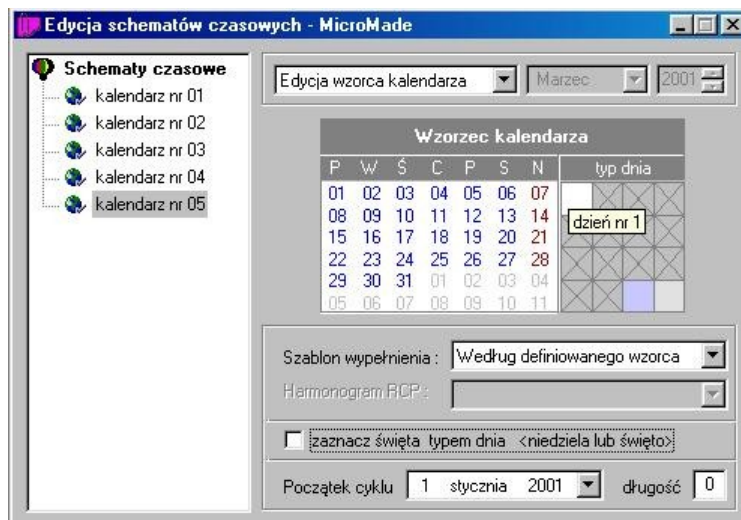 Edycja schematów czasowych - MicroMade
Schematy czasowe
kalendarz nr 01
kalendarz nr 02
kalendarz nr 03
kalendarz nr 04
kalendarz nr 05
Edycja wzorca kalendarza Marzec 2001
Wzorzec kalendarza
P W Ś C P S N typ dnia
01 02 03 04 05 06 07
08 09 10 11 12 13 14 dzień nr 1
15 16 17 18 19 20 21
22 23 24 25 26 27 28
29 30 31 01 02 03 04
05 06 07 08 09 10 11
Szablon wypełnienia : Według definiowanego wzorca
Harmonogram RCP :
zaznacz święta typem dnia <niedziela lub święto>
Początek cyklu 1 stycznia 2001 długość 0